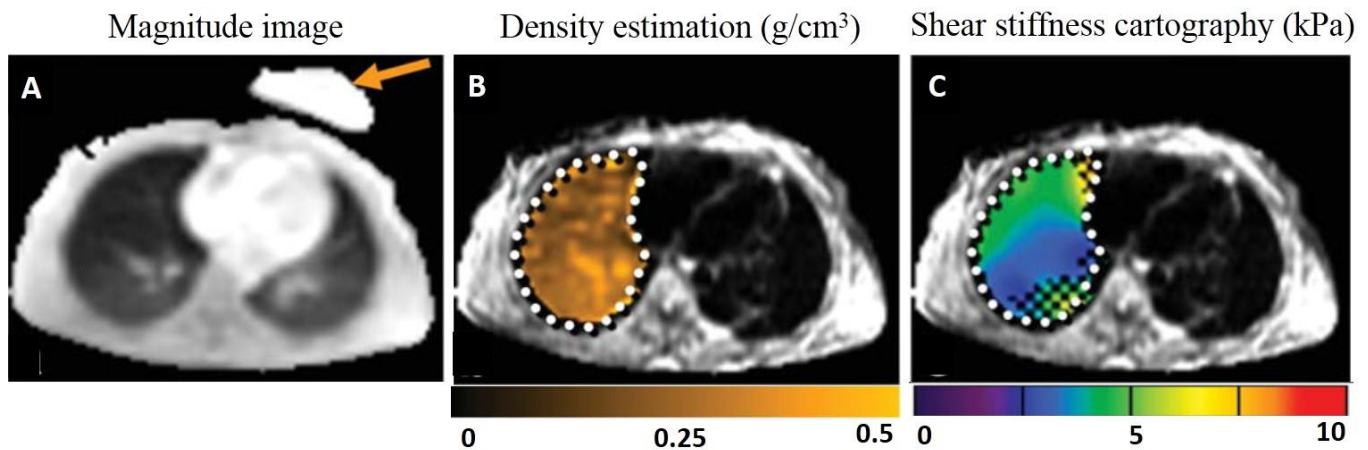 Magnitude image
Density estimation (g/cm³)
Shear stiffness cartography (kPa)
A
B
C
0
0.25
0.5
0
5
10